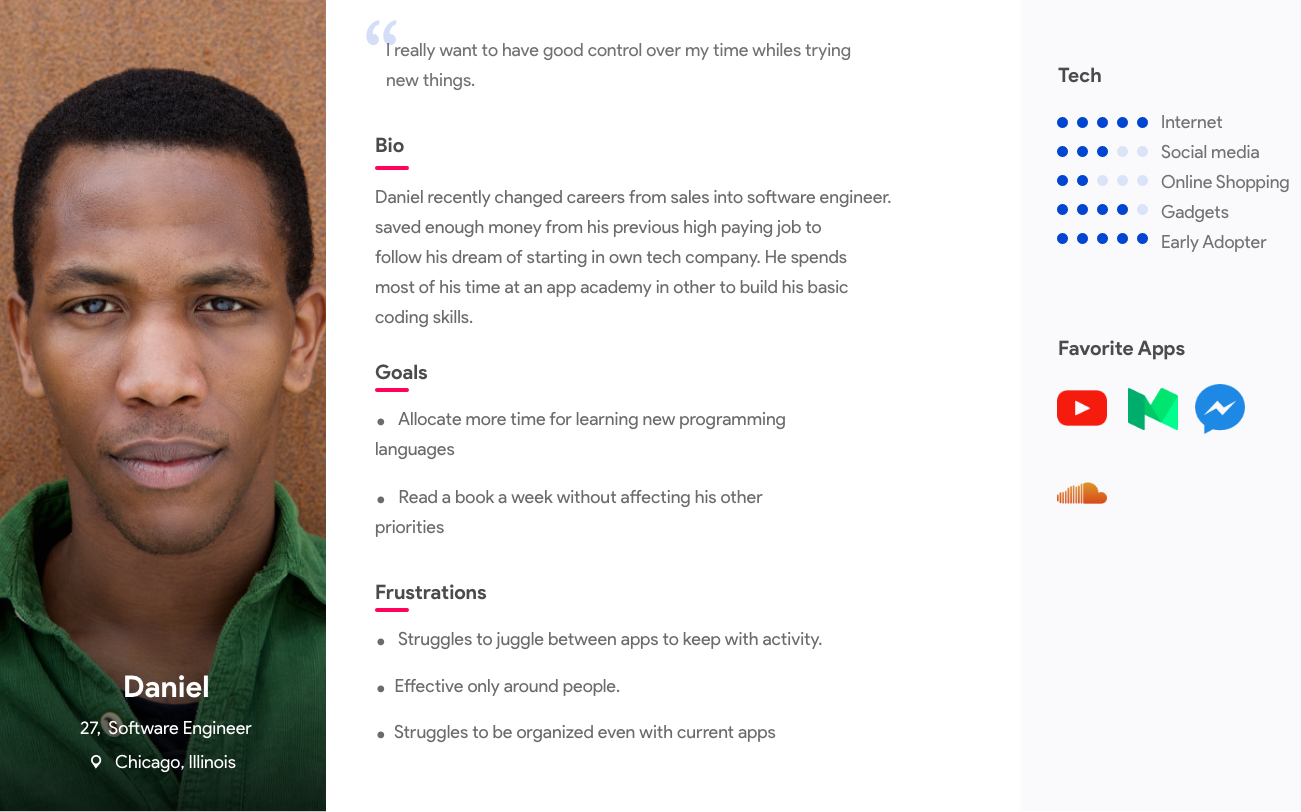 “
I really want to have good control over my time whiles trying
new things.
Bio
Daniel recently changed careers from sales into software engineer.
saved enough money from his previous high paying job to
follow his dream of starting in own tech company. He spends
most of his time at an app academy in other to build his basic
coding skills.
Goals
• Allocate more time for learning new programming
languages
• Read a book a week without affecting his other
priorities
Frustrations
• Struggles to juggle between apps to keep with activity.
• Effective only around people.
• Struggles to be organized even with current apps
Daniel
27, Software Engineer
Chicago, Illinois
Tech
Internet
Social media
Online Shopping
Gadgets
Early Adopter
Favorite Apps